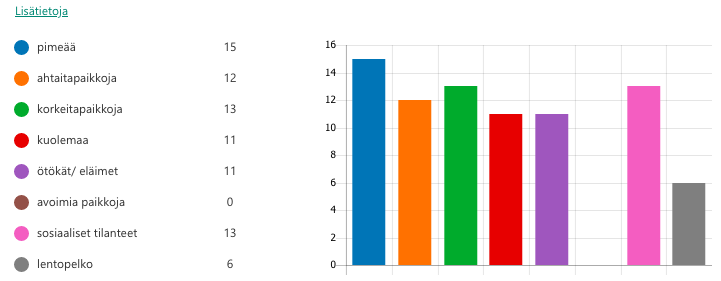 Lisätietoja
pimeää 15
ahtaitapaikkoja 12
korkeitapaikkoja 13
kuolemaa 11
ötökät/ eläimet 11
avoimia paikkoja 0
sosiaaliset tilanteet 13
lentopelko 6
16
14
12
10
8
6
4
2
0